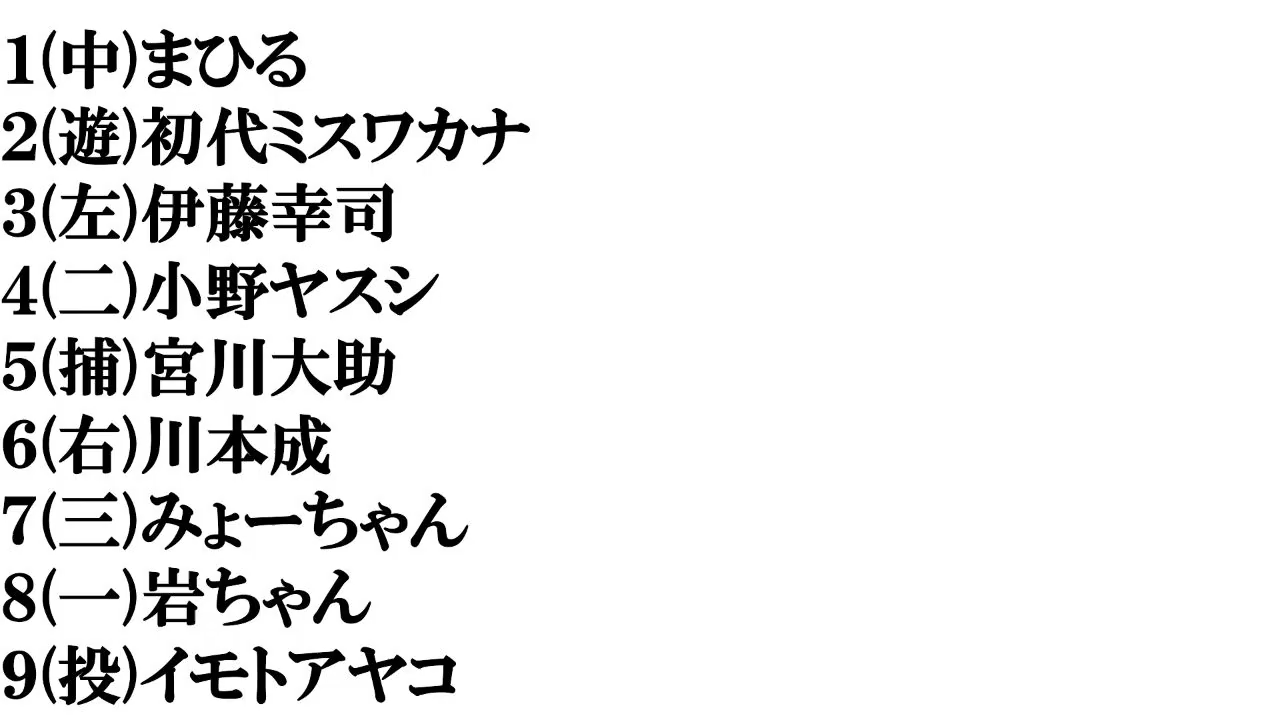 1(中)まひる
2(遊)初代ミスワカナ
3(左)伊藤幸司
4(二)小野ヤスシ
5(捕)宮川大助
6(右)川本成
7(三)みょーちゃん
8(一)岩ちゃん
9(投)イモトアヤコ